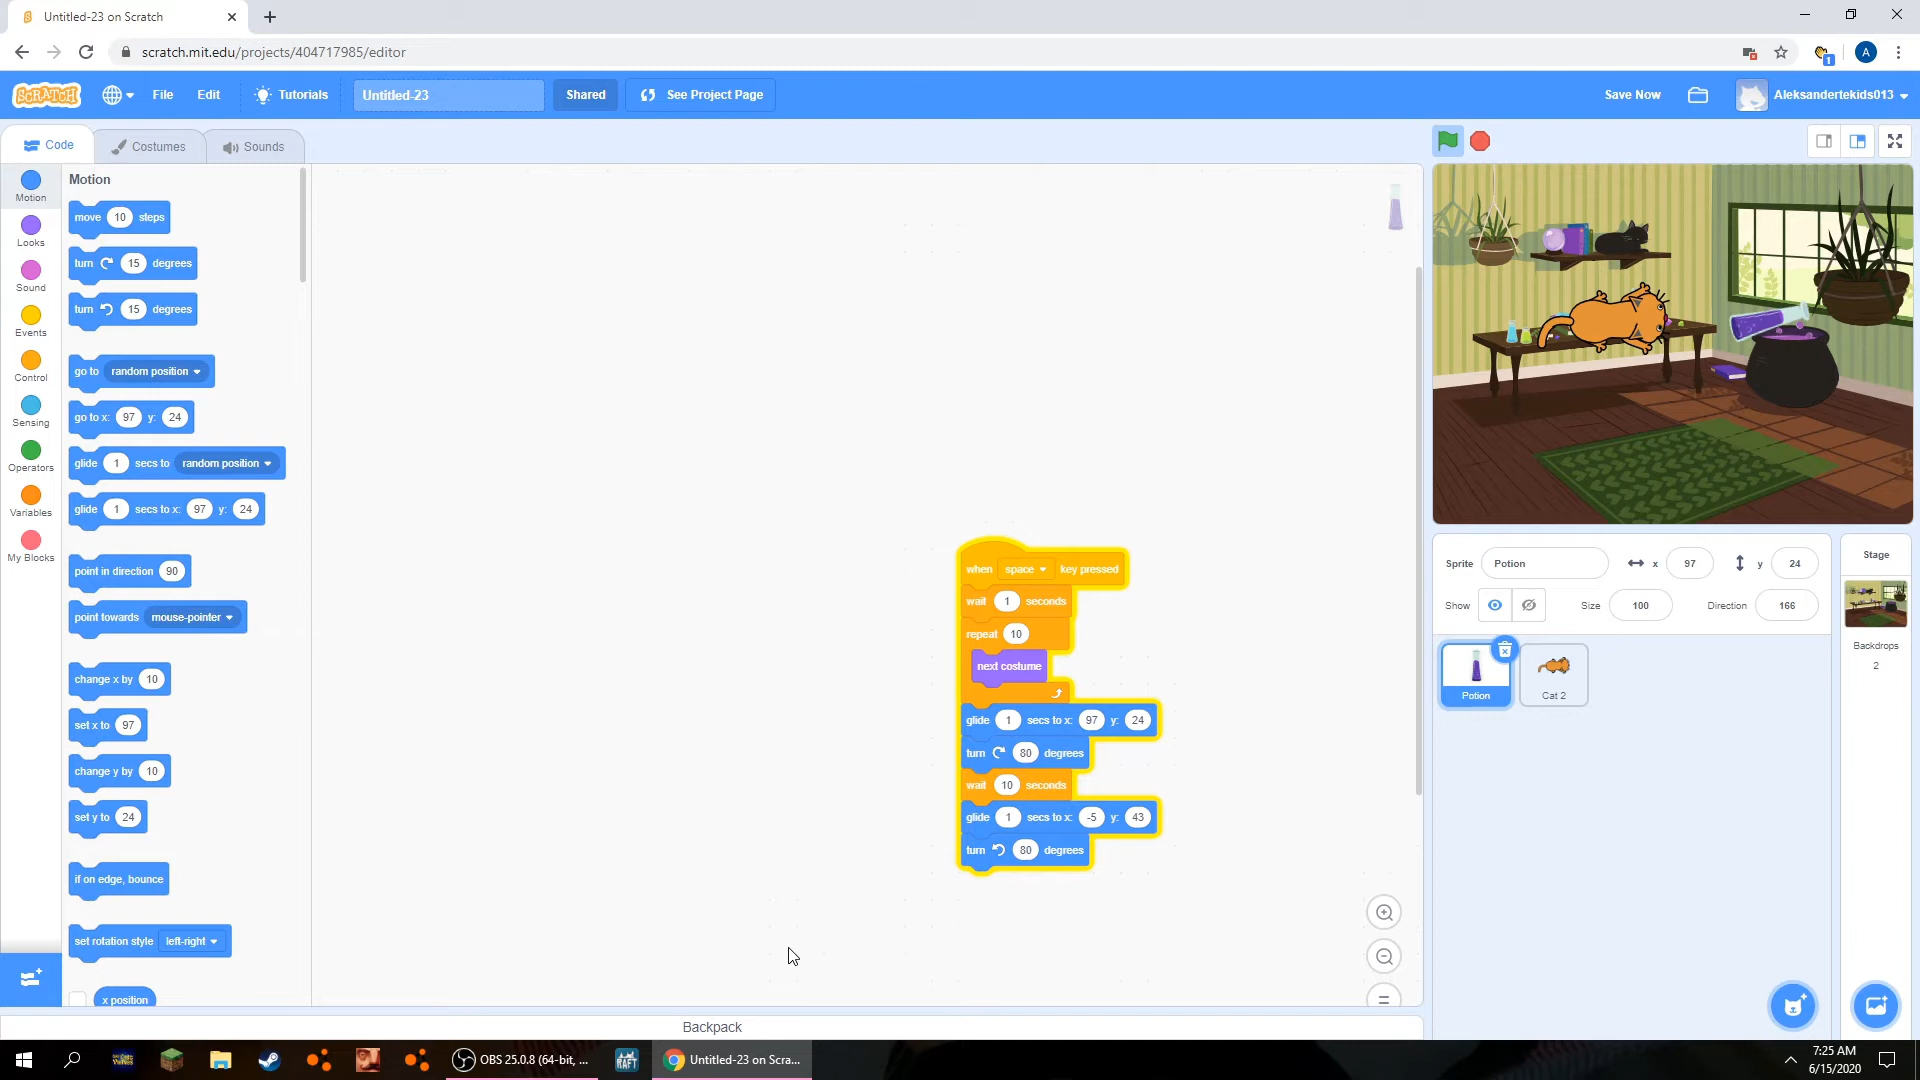 Untitled-23 on Scratch
scratch.mit.edu/projects/404717985/editor
A
1
SCRATCH
File
Edit
Tutorials
Untitled-23
Shared
See Project Page
Save Now
Aleksandertekids013
Code
Costumes
Sounds
Motion
Looks
Sound
Events
Control
Sensing
Operators
Variables
My Blocks
Motion
move 10 steps
turn 15 degrees
turn 15 degrees
go to random position
go to x: 97 y: 24
glide 1 secs to random position
glide 1 secs to x: 97 y: 24
point in direction 90
point towards mouse-pointer
change x by 10
set x to 97
change y by 10
set y to 24
if on edge, bounce
set rotation style left-right
x position
when space key pressed
wait 1 seconds
repeat 10
next costume
glide 1 secs to x: 97 y: 24
turn 80 degrees
wait 10 seconds
glide 1 secs to x: -5 y: 43
turn 80 degrees
Sprite Potion x 97 y 24
Show Size 100 Direction 166
Potion
Cat 2
Stage
Backdrops
2
Backpack
OBS 25.0.8 (64-bit, ...
RAFT
Untitled-23 on Scra...
7:25 AM
6/15/2020